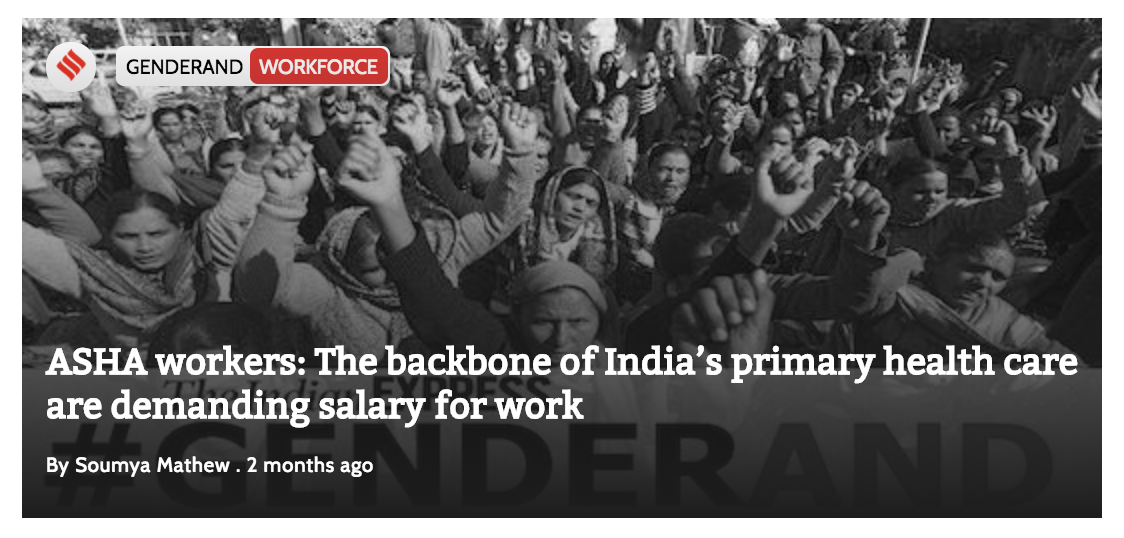 GENDERAND WORKFORCE
ASHA workers: The backbone of India’s primary health care
The Indian EXPRESS
are demanding salary for work
#GENDERAND
By Soumya Mathew . 2 months ago